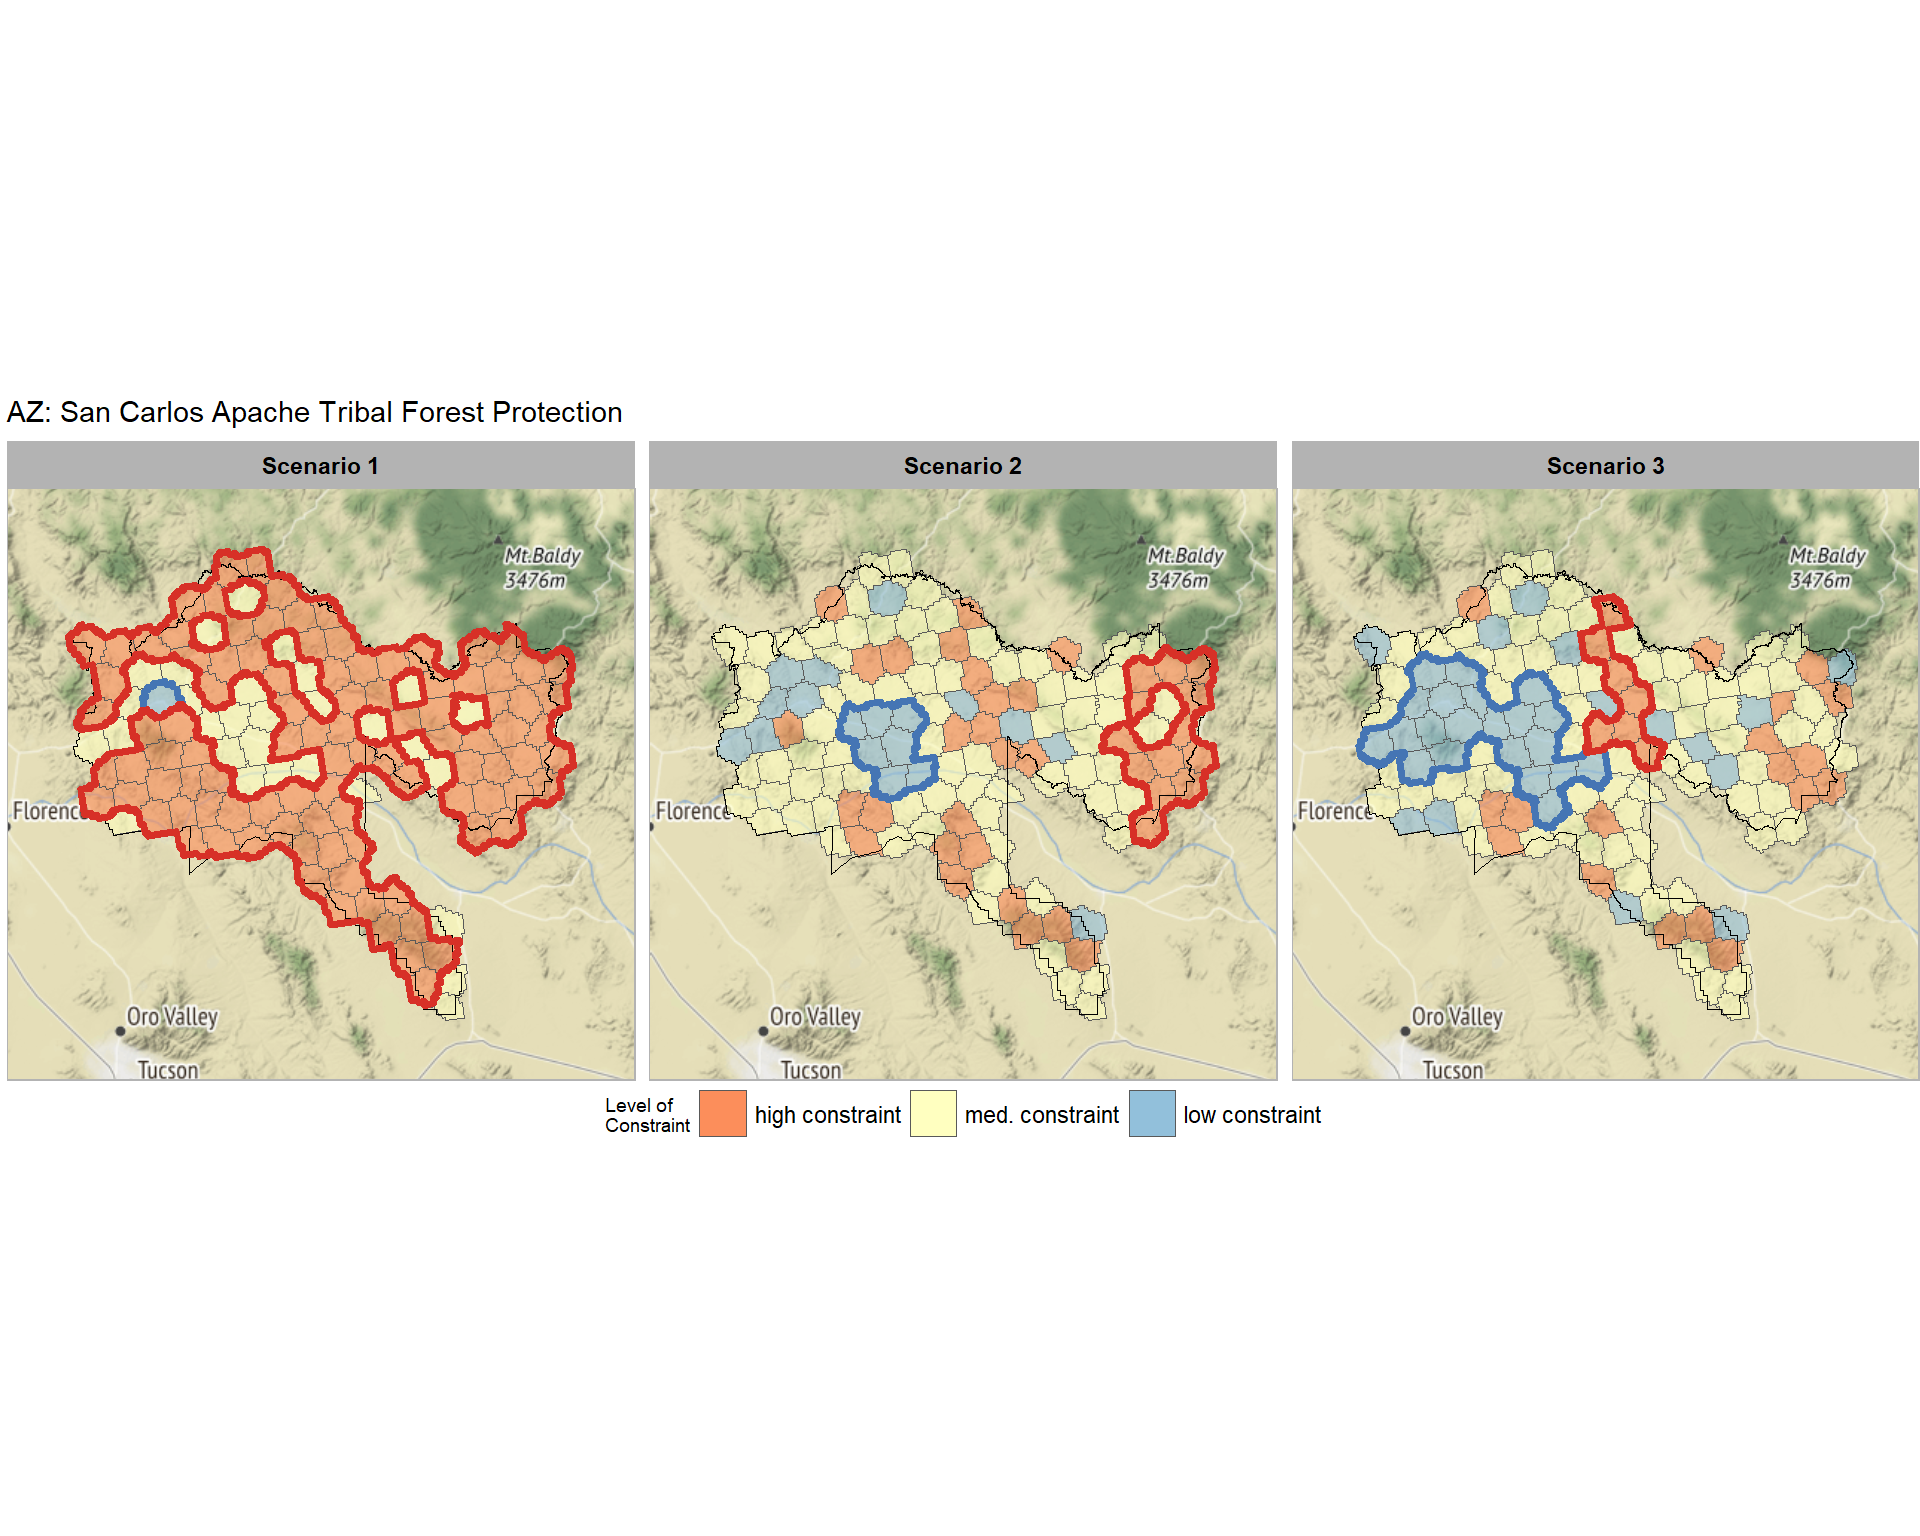 AZ: San Carlos Apache Tribal Forest Protection
Scenario 1
Scenario 2
Scenario 3
Mt.Baldy
3476m
Mt.Baldy
3476m
Mt.Baldy
3476m
Florence
Florence
Florence
Oro Valley
Oro Valley
Oro Valley
Tucson
Tucson
Tucson
Level of
Constraint
high constraint
med. constraint
low constraint